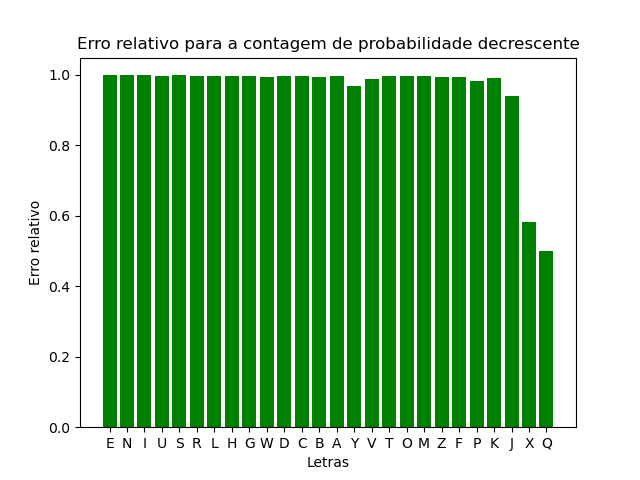 Erro relativo para a contagem de probabilidade decrescente
1.0
0.8
0.6
0.4
0.2
0.0
Erro relativo
E N I U S R L H G W D C B A Y V T O M Z F P K J X Q
Letras